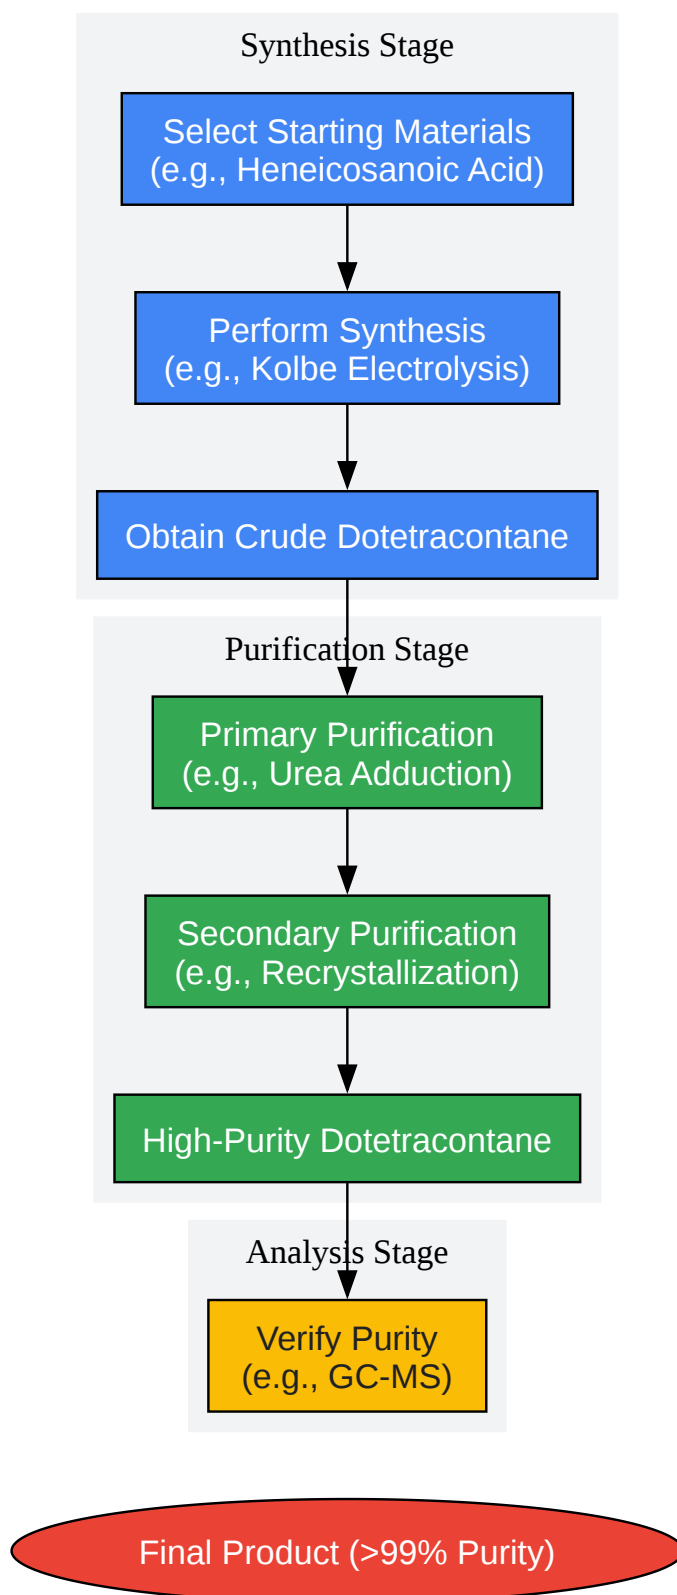 Synthesis Stage
Select Starting Materials
(e.g., Heneicosanoic Acid)
Perform Synthesis
(e.g., Kolbe Electrolysis)
Obtain Crude Dotetracontane
Purification Stage
Primary Purification
(e.g., Urea Adduction)
Secondary Purification
(e.g., Recrystallization)
High-Purity Dotetracontane
Analysis Stage
Verify Purity
(e.g., GC-MS)
Final Product (>99% Purity)